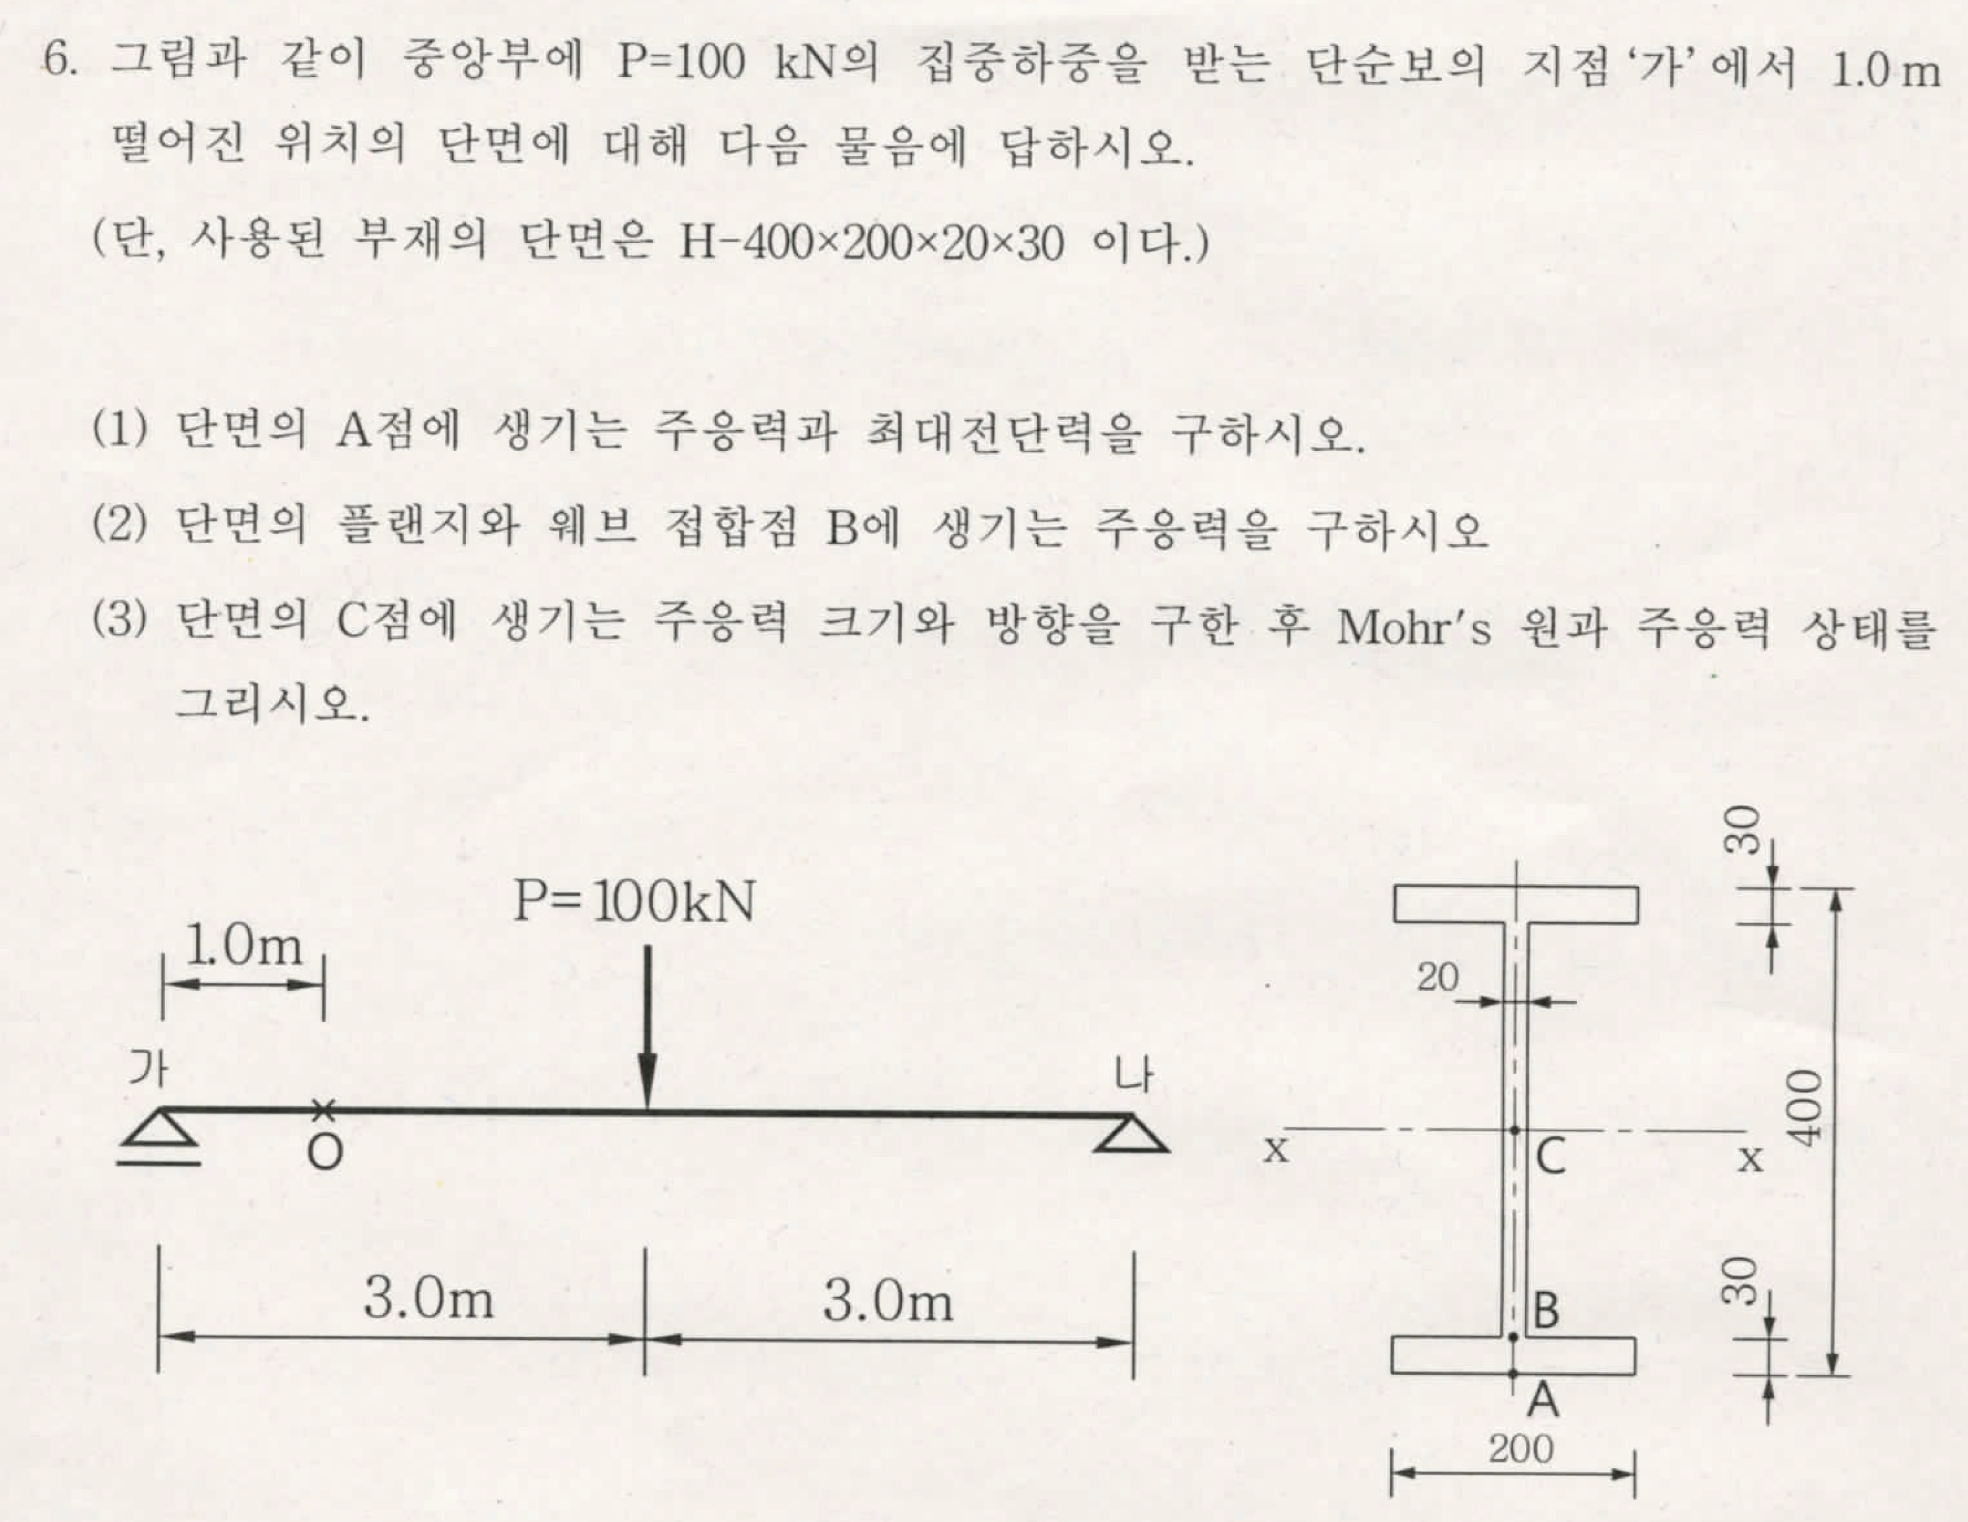 6. 그림과 같이 중앙부에 P=100 kN의 집중하중을 받는 단순보의 지점 ‘가’ 에서 1.0 m
떨어진 위치의 단면에 대해 다음 물음에 답하시오.
(단, 사용된 부재의 단면은 H-400×200×20×30 이다.)
(1) 단면의 A점에 생기는 주응력과 최대전단력을 구하시오.
(2) 단면의 플랜지와 웨브 접합점 B에 생기는 주응력을 구하시오
(3) 단면의 C점에 생기는 주응력 크기와 방향을 구한 후 Mohr's 원과 주응력 상태를
그리시오.
P=100kN
1.0m
가
나
O
3.0m
3.0m
30
20
400
x
C
x
30
B
A
200